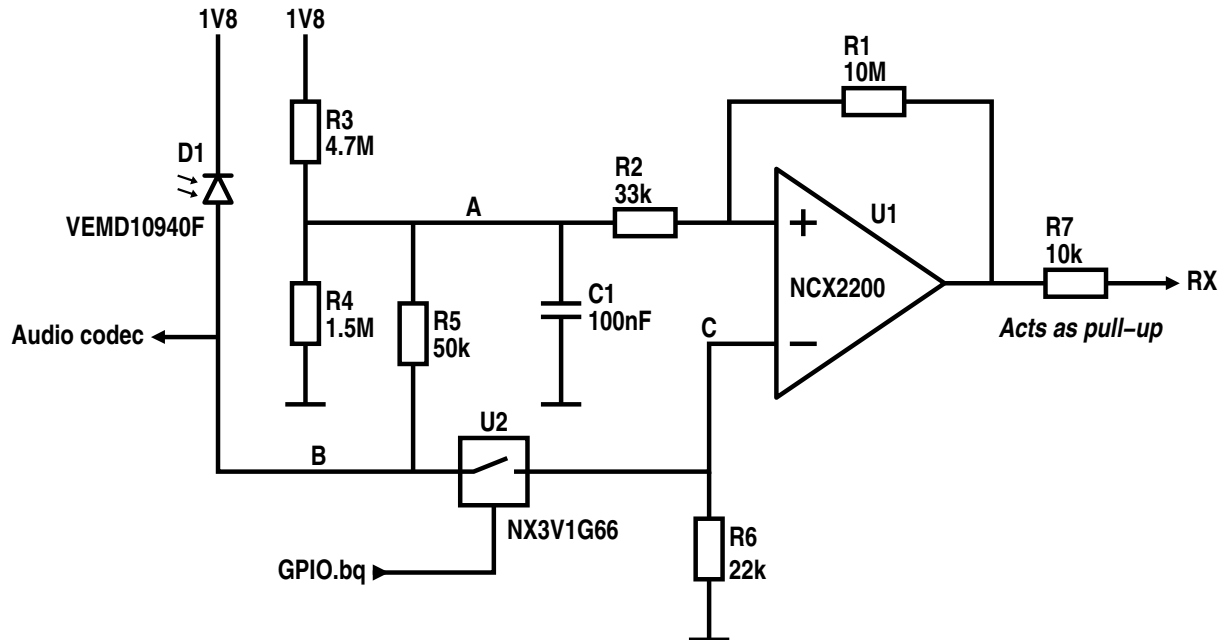 1V8
1V8
R1
10M
R3
4.7M
D1
VEMD10940F
A
R2
33k
+
U1
NCX2200
R7
10k
RX
Acts as pull-up
R4
1.5M
R5
50k
C1
100nF
Audio codec
C
−
U2
B
NX3V1G66
R6
22k
GPIO.bq